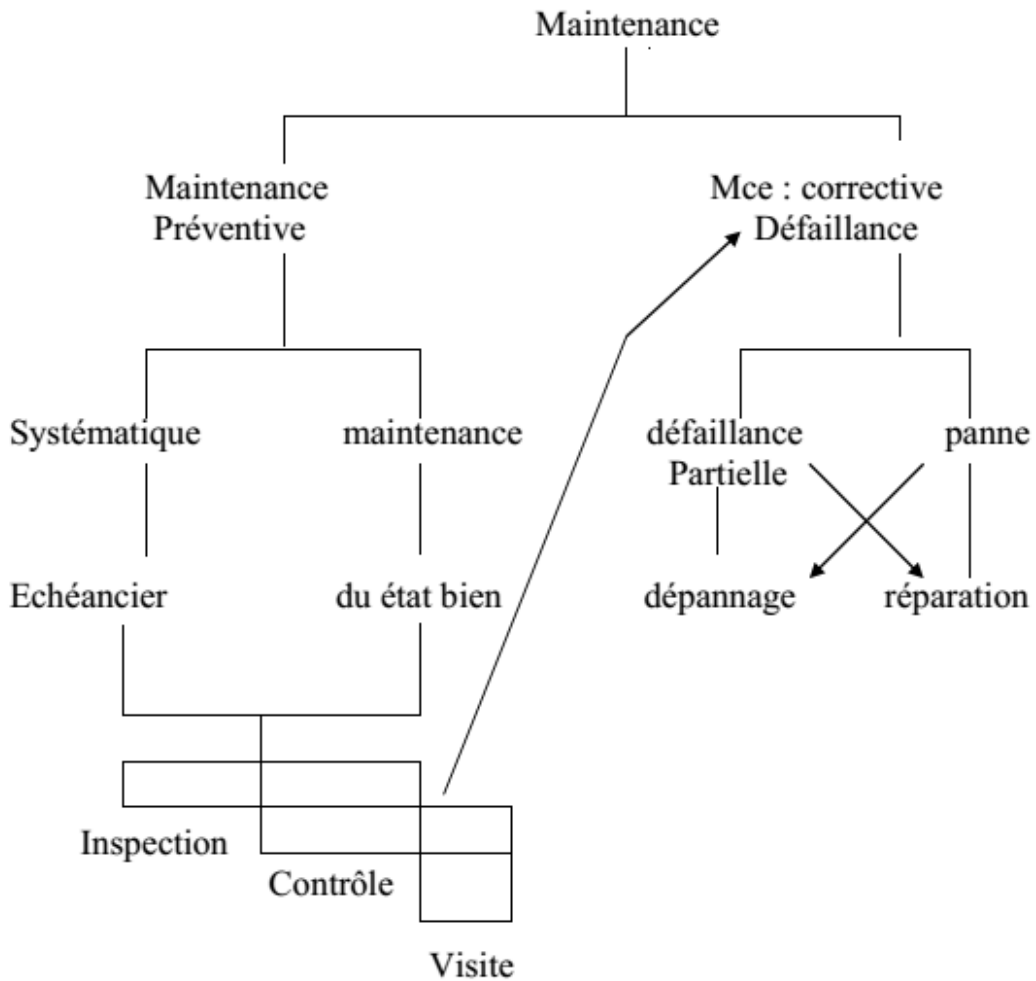 Maintenance
Maintenance
Préventive
Mce : corrective
Défaillance
Systématique
maintenance
défaillance
Partielle
panne
Echéancier
du état bien
dépannage
réparation
Inspection
Contrôle
Visite